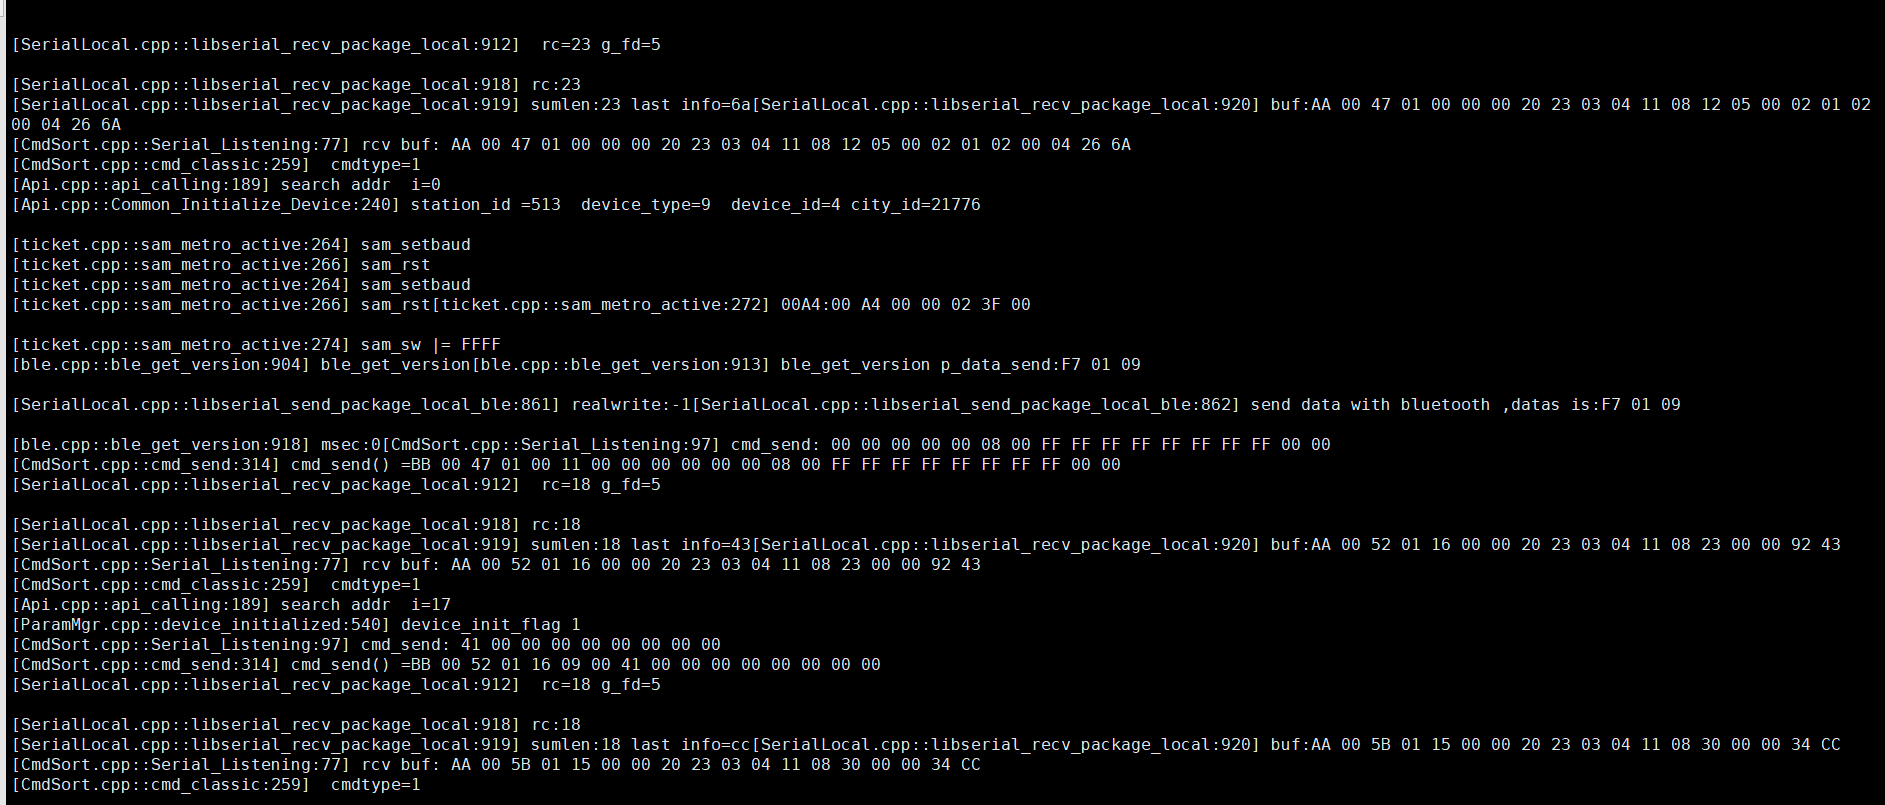 [SerialLocal.cpp::libserial_recv_package_local:912]  rc=23 g_fd=5
[SerialLocal.cpp::libserial_recv_package_local:918] rc:23
[SerialLocal.cpp::libserial_recv_package_local:919] sumlen:23 last info=6a[SerialLocal.cpp::libserial_recv_package_local:920] buf:AA 00 47 01 00 00 00 20 23 03 04 11 08 12 05 00 02 01 02
00 04 26 6A
[CmdSort.cpp::Serial_Listening:77] rcv buf: AA 00 47 01 00 00 00 20 23 03 04 11 08 12 05 00 02 01 02 00 04 26 6A
[CmdSort.cpp::cmd_classic:259]  cmdtype=1
[Api.cpp::api_calling:189] search addr  i=0
[Api.cpp::Common_Initialize_Device:240] station_id =513  device_type=9  device_id=4 city_id=21776
[ticket.cpp::sam_metro_active:264] sam_setbaud
[ticket.cpp::sam_metro_active:266] sam_rst
[ticket.cpp::sam_metro_active:264] sam_setbaud
[ticket.cpp::sam_metro_active:266] sam_rst[ticket.cpp::sam_metro_active:272] 00A4:00 A4 00 00 02 3F 00
[ticket.cpp::sam_metro_active:274] sam_sw |= FFFF
[ble.cpp::ble_get_version:904] ble_get_version[ble.cpp::ble_get_version:913] ble_get_version p_data_send:F7 01 09
[SerialLocal.cpp::libserial_send_package_local_ble:861] realwrite:-1[SerialLocal.cpp::libserial_send_package_local_ble:862] send data with bluetooth ,datas is:F7 01 09
[ble.cpp::ble_get_version:918] msec:0[CmdSort.cpp::Serial_Listening:97] cmd_send: 00 00 00 00 00 08 00 FF FF FF FF FF FF FF FF 00 00
[CmdSort.cpp::cmd_send:314] cmd_send() =BB 00 47 01 00 11 00 00 00 00 00 00 08 00 FF FF FF FF FF FF FF FF 00 00
[SerialLocal.cpp::libserial_recv_package_local:912]  rc=18 g_fd=5
[SerialLocal.cpp::libserial_recv_package_local:918] rc:18
[SerialLocal.cpp::libserial_recv_package_local:919] sumlen:18 last info=43[SerialLocal.cpp::libserial_recv_package_local:920] buf:AA 00 52 01 16 00 00 20 23 03 04 11 08 23 00 00 92 43
[CmdSort.cpp::Serial_Listening:77] rcv buf: AA 00 52 01 16 00 00 20 23 03 04 11 08 23 00 00 92 43
[CmdSort.cpp::cmd_classic:259]  cmdtype=1
[Api.cpp::api_calling:189] search addr  i=17
[ParamMgr.cpp::device_initialized:540] device_init_flag 1
[CmdSort.cpp::Serial_Listening:97] cmd_send: 41 00 00 00 00 00 00 00 00
[CmdSort.cpp::cmd_send:314] cmd_send() =BB 00 52 01 16 09 00 41 00 00 00 00 00 00 00 00
[SerialLocal.cpp::libserial_recv_package_local:912]  rc=18 g_fd=5
[SerialLocal.cpp::libserial_recv_package_local:918] rc:18
[SerialLocal.cpp::libserial_recv_package_local:919] sumlen:18 last info=cc[SerialLocal.cpp::libserial_recv_package_local:920] buf:AA 00 5B 01 15 00 00 20 23 03 04 11 08 30 00 00 34 CC
[CmdSort.cpp::Serial_Listening:77] rcv buf: AA 00 5B 01 15 00 00 20 23 03 04 11 08 30 00 00 34 CC
[CmdSort.cpp::cmd_classic:259]  cmdtype=1